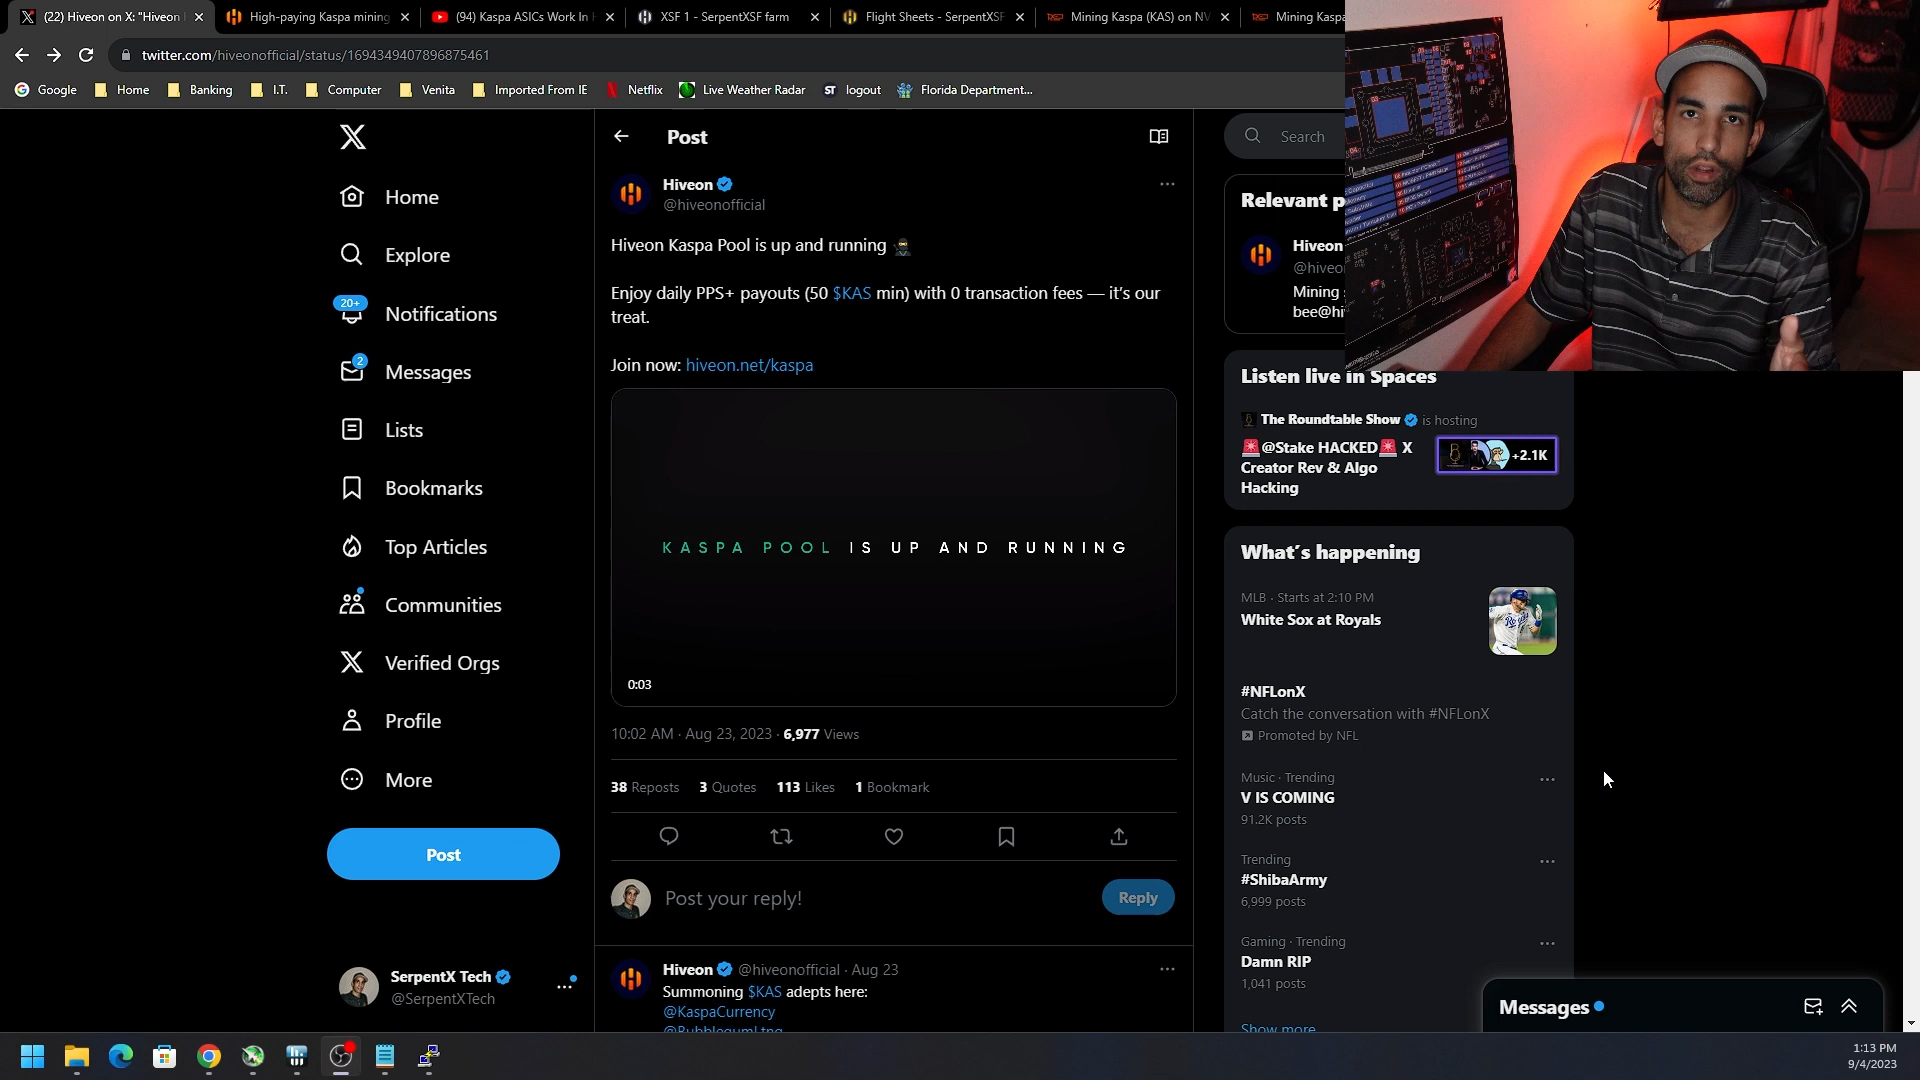 (22) Hiveon on X: "Hiveon
High-paying Kaspa mining
(94) Kaspa ASICs Work In
XSF 1 - SerpentXSF farm
Flight Sheets - SerpentXSF
Mining Kaspa (KAS) on NV
Mining Kaspa
twitter.com/hiveonofficial/status/1694349407896875461
Google
Home
Banking
I.T.
Computer
Venita
Imported From IE
Netflix
Live Weather Radar
ST logout
Florida Department...
Home
Explore
20+
Notifications
2
Messages
Lists
Bookmarks
Top Articles
Communities
Verified Orgs
Profile
More
Post
SerpentX Tech
@SerpentXTech
Post
Hiveon
@hiveonofficial
Hiveon Kaspa Pool is up and running
Enjoy daily PPS+ payouts (50 $KAS min) with 0 transaction fees — it's our
treat.
Join now: hiveon.net/kaspa
KASPA POOL IS UP AND RUNNING
0:03
10:02 AM · Aug 23, 2023 · 6,977 Views
38 Reposts 3 Quotes 113 Likes 1 Bookmark
Post your reply!
Reply
Hiveon @hiveonofficial · Aug 23
Summoning $KAS adepts here:
@KaspaCurrency
Search
Relevant p
Hiveon
@hiveo
Mining
bee@hi
Listen live in Spaces
The Roundtable Show is hosting
@Stake HACKED X
Creator Rev & Algo
Hacking
+2.1K
What's happening
MLB · Starts at 2:10 PM
White Sox at Royals
#NFLonX
Catch the conversation with #NFLonX
Promoted by NFL
Music · Trending
V IS COMING
91.2K posts
Trending
#ShibaArmy
6,999 posts
Gaming · Trending
Damn RIP
1,041 posts
Show more
Messages
1:13 PM
9/4/2023